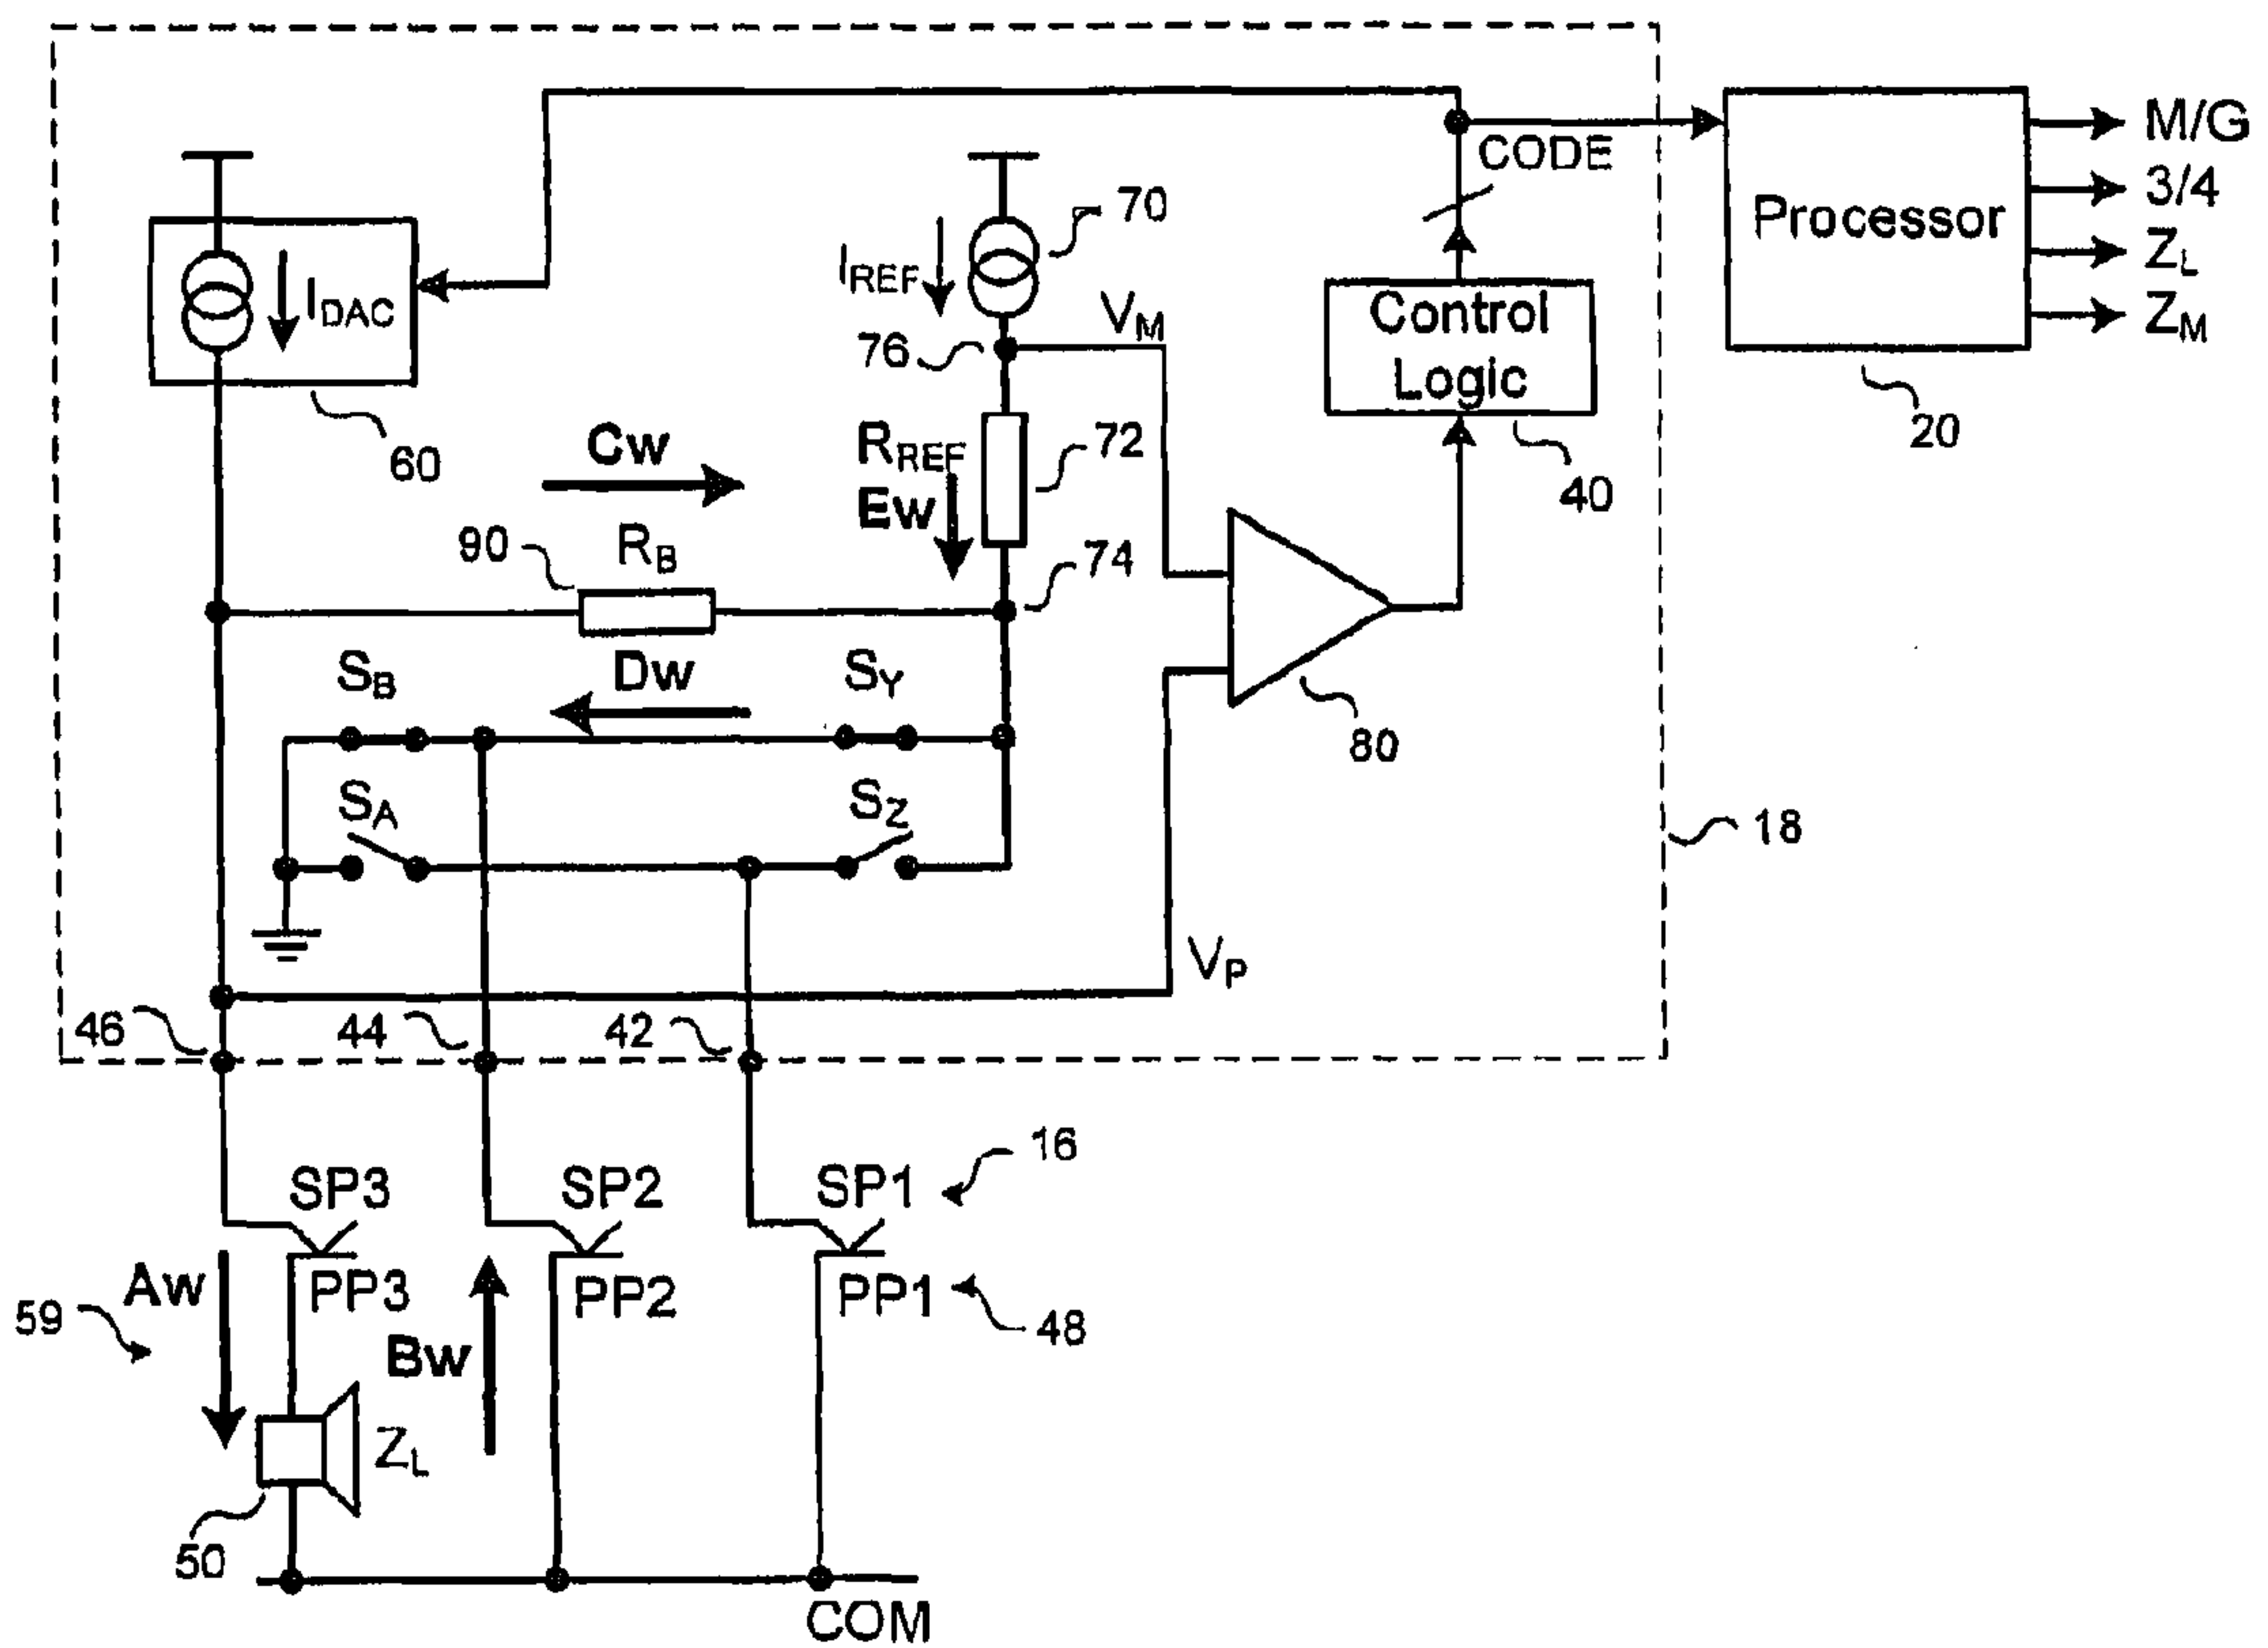 M/G
CODE
3/4
Processor
Z_L
Z_M
70
I_REF
I_DAC
V_M
76
Control
Logic
20
60
Cw
R_REF
72
Ew
40
90
R_B
74
S_B
Dw
S_Y
80
S_A
S_Z
18
V_P
46
44
42
16
SP3
SP2
SP1
Aw
PP3
PP2
PP1
59
48
Bw
Z_L
50
COM